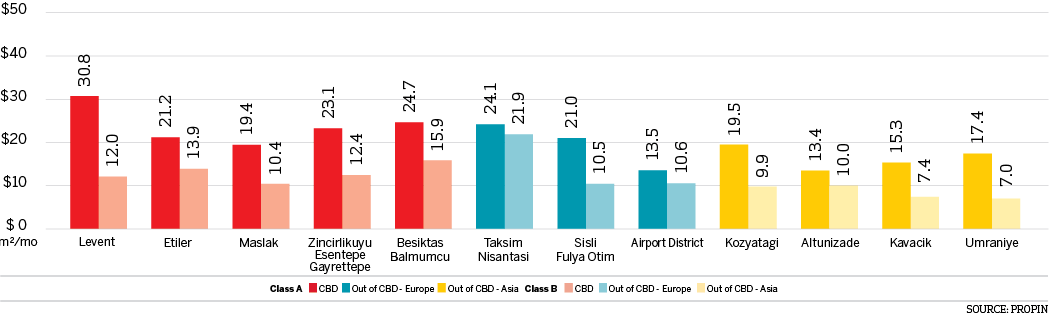 $50
$40
$30
$20
$10
$ 0
m²/mo
30.8
12.0
21.2
13.9
19.4
10.4
23.1
12.4
24.7
15.9
24.1
21.9
21.0
10.5
13.5
10.6
19.5
9.9
13.4
10.0
15.3
7.4
17.4
7.0
Levent
Etiler
Maslak
Zincirlikuyu
Esentepe
Gayrettepe
Besiktas
Balmumcu
Taksim
Nisantasi
Sisli
Fulya Otim
Airport District
Kozyatagi
Altunizade
Kavacik
Umraniye
Class A CBD Out of CBD - Europe Out of CBD - Asia Class B CBD Out of CBD - Europe Out of CBD - Asia
SOURCE: PROPIN